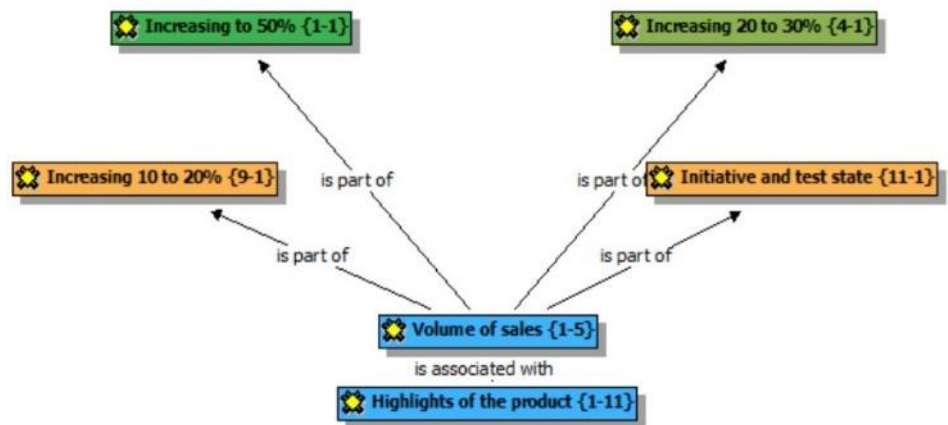 Increasing to 50% {1-1}
Increasing 20 to 30% {4-1}
Increasing 10 to 20% {9-1}
is part of
is part of
Initiative and test state {11-1}
is part of
is part of
Volume of sales {1-5}
is associated with
Highlights of the product {1-11}